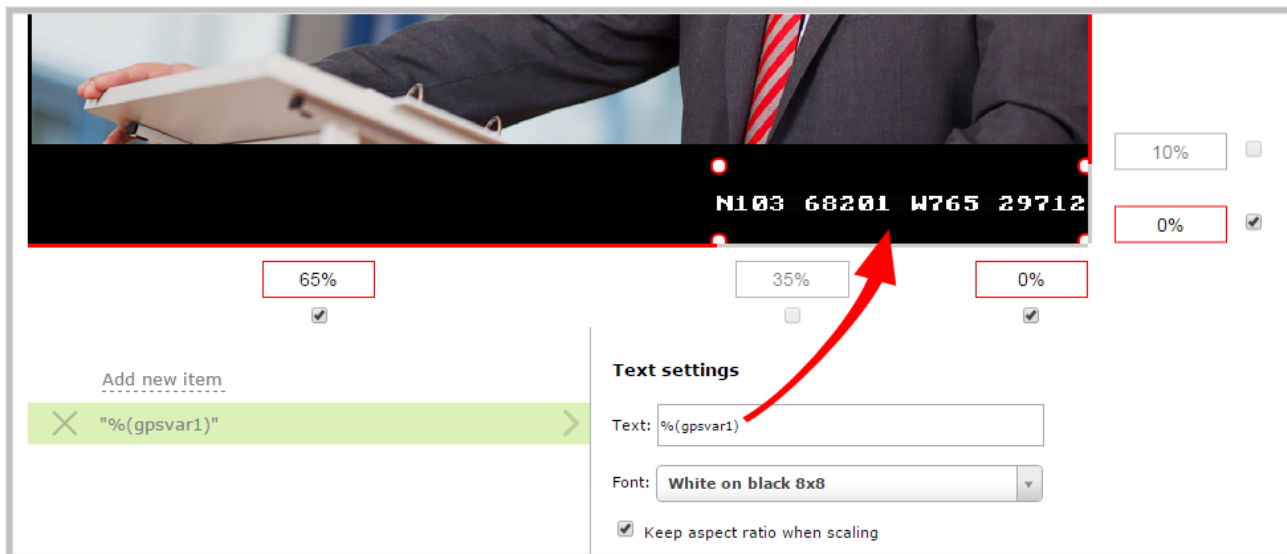 10%
N103 68201 W765 29712
0%
65%
35%
0%
Text settings
Add new item
"%(gpsvar1)"
Text: %(gpsvar1)
Font: White on black 8x8
Keep aspect ratio when scaling